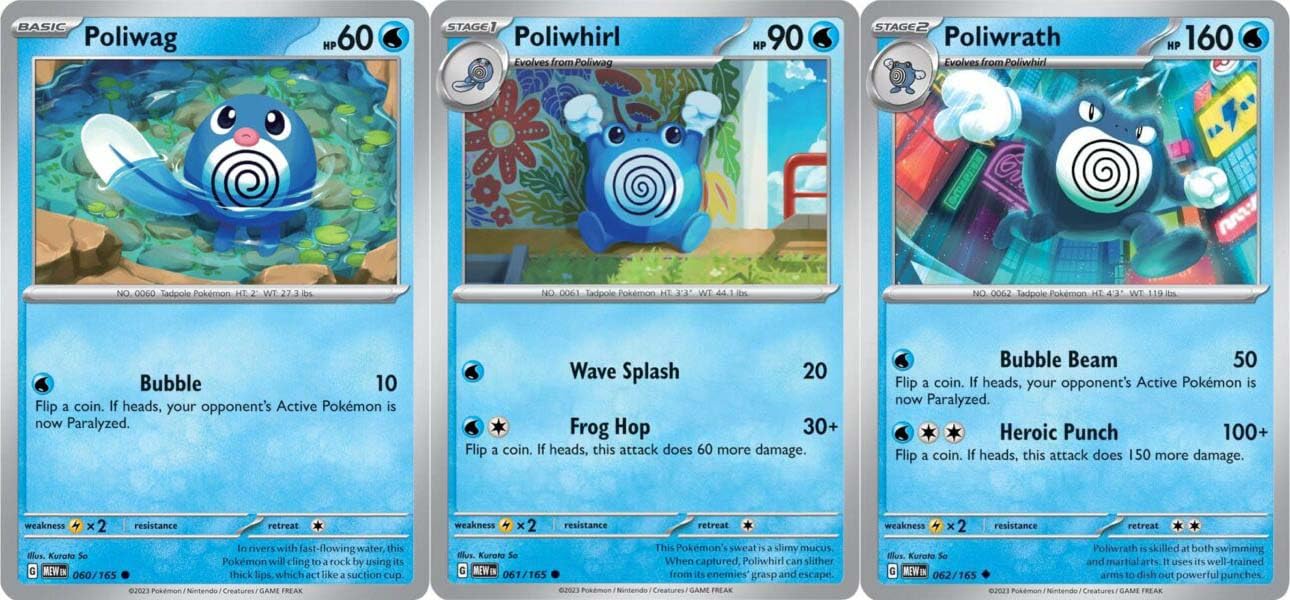 BASIC
Poliwag
HP 60
NO. 0060 Tadpole Pokémon HT: 2' WT: 27.3 lbs.
Bubble 10
Flip a coin. If heads, your opponent's Active Pokémon is
now Paralyzed.
weakness ×2 resistance retreat
Illus. Kurata So
G MEW EN 060/165
In rivers with fast-flowing water, this
Pokémon will cling to a rock by using its
thick lips, which act like a suction cup.
©2023 Pokémon / Nintendo / Creatures / GAME FREAK
STAGE1
Poliwhirl
HP 90
Evolves from Poliwag
NO. 0061 Tadpole Pokémon HT: 3'3" WT: 44.1 lbs.
Wave Splash 20
Frog Hop 30+
Flip a coin. If heads, this attack does 60 more damage.
weakness ×2 resistance retreat
Illus. Kurata So
G MEW EN 061/165
This Pokémon's sweat is a slimy mucus.
When captured, Poliwhirl can slither
from its enemies' grasp and escape.
©2023 Pokémon / Nintendo / Creatures / GAME FREAK
STAGE2
Poliwrath
HP 160
Evolves from Poliwhirl
NO. 0062 Tadpole Pokémon HT: 4'3" WT: 119 lbs.
Bubble Beam 50
Flip a coin. If heads, your opponent's Active Pokémon is
now Paralyzed.
Heroic Punch 100+
Flip a coin. If heads, this attack does 150 more damage.
weakness ×2 resistance retreat
Illus. Kurata So
G MEW EN 062/165
Poliwrath is skilled at both swimming
and martial arts. It uses its well-trained
arms to dish out powerful punches.
©2023 Pokémon / Nintendo / Creatures / GAME FREAK